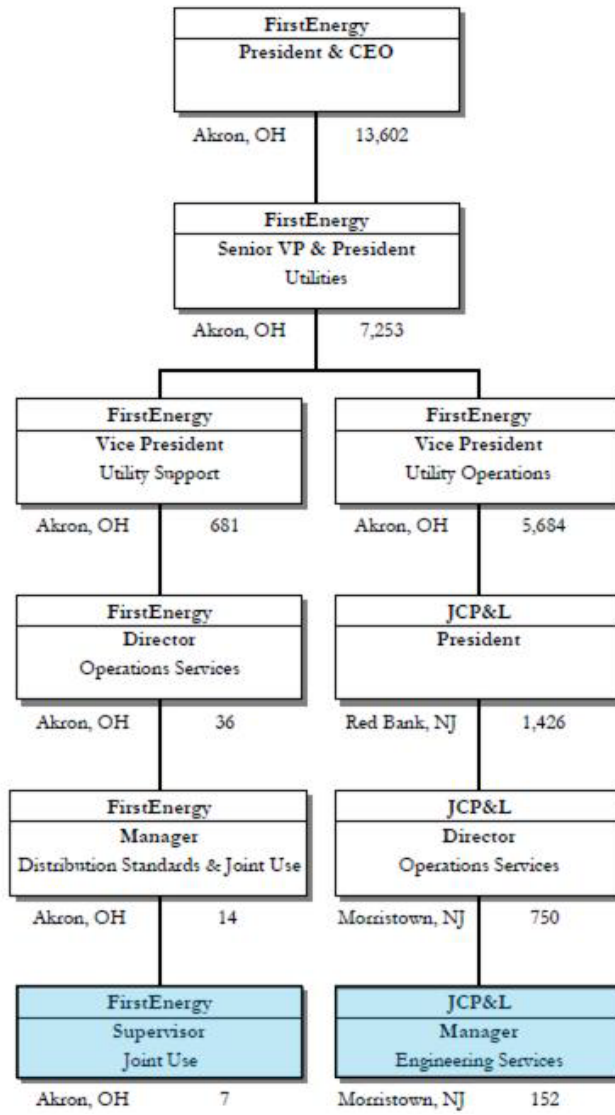 FirstEnergy
President & CEO
Akron, OH 13,602
FirstEnergy
Senior VP & President
Utilities
Akron, OH 7,253
FirstEnergy
Vice President
Utility Support
Akron, OH 681
FirstEnergy
Vice President
Utility Operations
Akron, OH 5,684
FirstEnergy
Director
Operations Services
Akron, OH 36
JCP&L
President
Red Bank, NJ 1,426
FirstEnergy
Manager
Distribution Standards & Joint Use
Akron, OH 14
JCP&L
Director
Operations Services
Morristown, NJ 750
FirstEnergy
Supervisor
Joint Use
Akron, OH 7
JCP&L
Manager
Engineering Services
Morristown, NJ 152